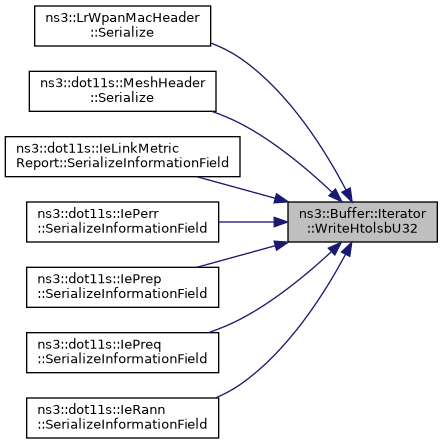 ns3::LrWpanMacHeader
::Serialize
ns3::dot11s::MeshHeader
::Serialize
ns3::dot11s::IeLinkMetric
Report::SerializeInformationField
ns3::dot11s::IePerr
::SerializeInformationField
ns3::Buffer::Iterator
::WriteHtolsbU32
ns3::dot11s::IePrep
::SerializeInformationField
ns3::dot11s::IePreq
::SerializeInformationField
ns3::dot11s::IeRann
::SerializeInformationField